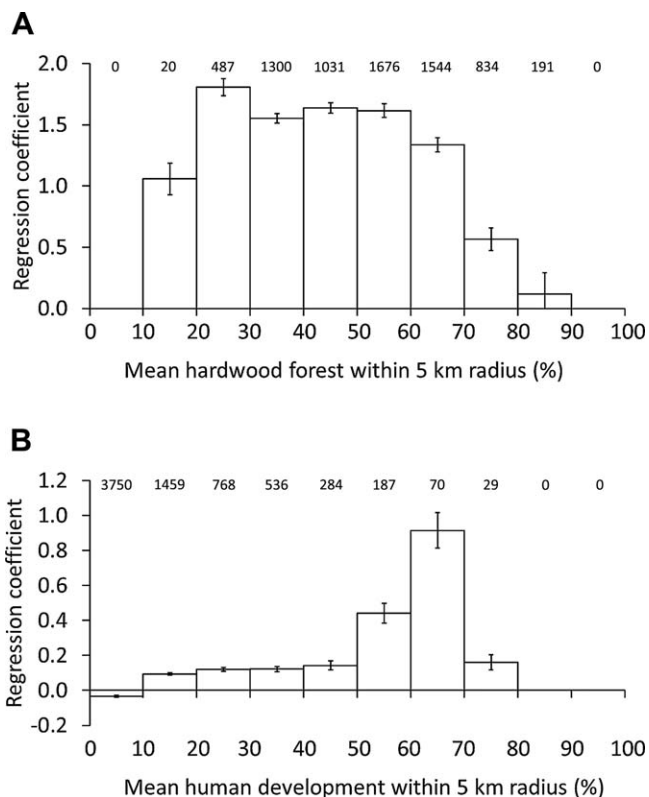 A
2.0 0 20 487 1300 1031 1676 1544 834 191 0
1.5
1.0
0.5
0.0
Regression coefficient
0 10 20 30 40 50 60 70 80 90 100
Mean hardwood forest within 5 km radius (%)
B
1.2 3750 1459 768 536 284 187 70 29 0 0
1.0
0.8
0.6
0.4
0.2
0.0
-0.2
Regression coefficient
0 10 20 30 40 50 60 70 80 90 100
Mean human development within 5 km radius (%)